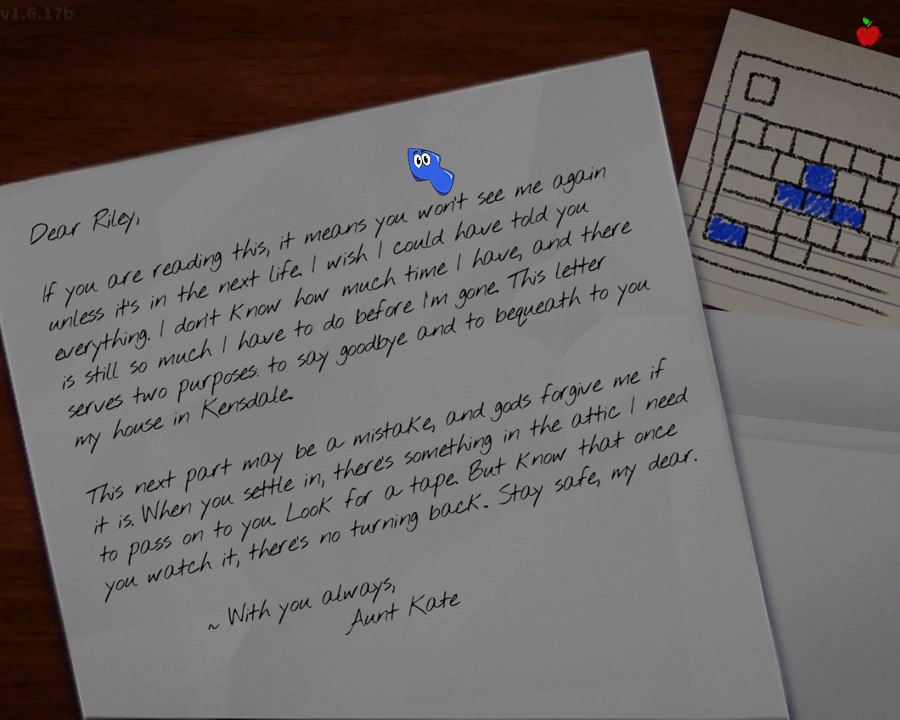 v1.6.17b
Dear Riley,
If you are reading this, it means you won't see me again
unless it's in the next life. I wish I could have told you
everything. I don't know how much time I have, and there
is still so much I have to do before I'm gone. This letter
serves two purposes: to say goodbye and to bequeath to you
my house in Kensdale.
This next part may be a mistake, and gods forgive me if
it is. When you settle in, there's something in the attic I need
to pass on to you. Look for a tape. But know that once
you watch it, there's no turning back. Stay safe, my dear.
~ With you always,
Aunt Kate